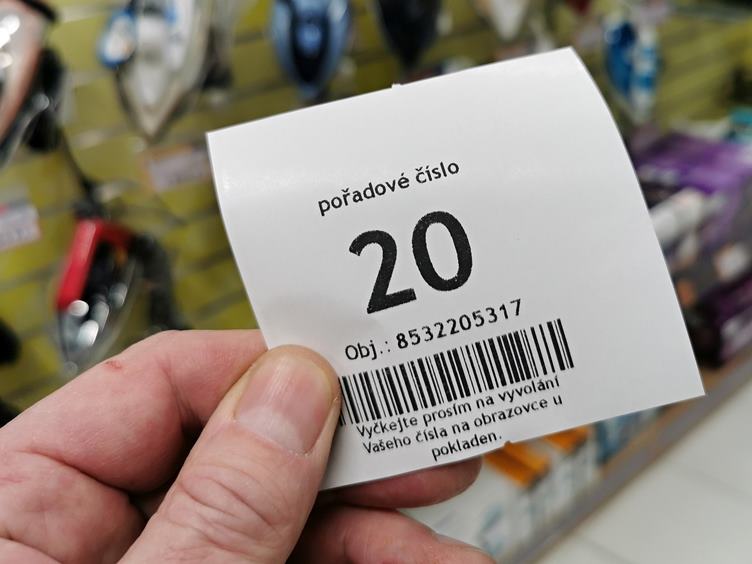 pořadové číslo
20
Obj.: 8532205317
Vyčkejte prosím na vyvolání
Vašeho čísla na obrazovce u
pokladen.